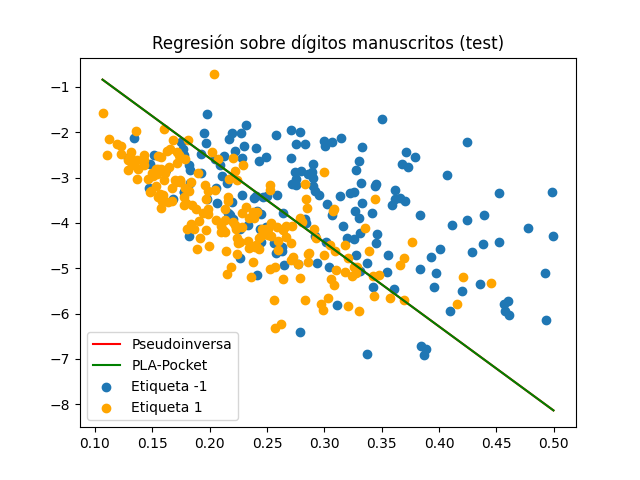 Regresión sobre dígitos manuscritos (test)
−1
−2
−3
−4
−5
−6
−7
−8
Pseudoinversa
PLA-Pocket
Etiqueta -1
Etiqueta 1
0.10 0.15 0.20 0.25 0.30 0.35 0.40 0.45 0.50